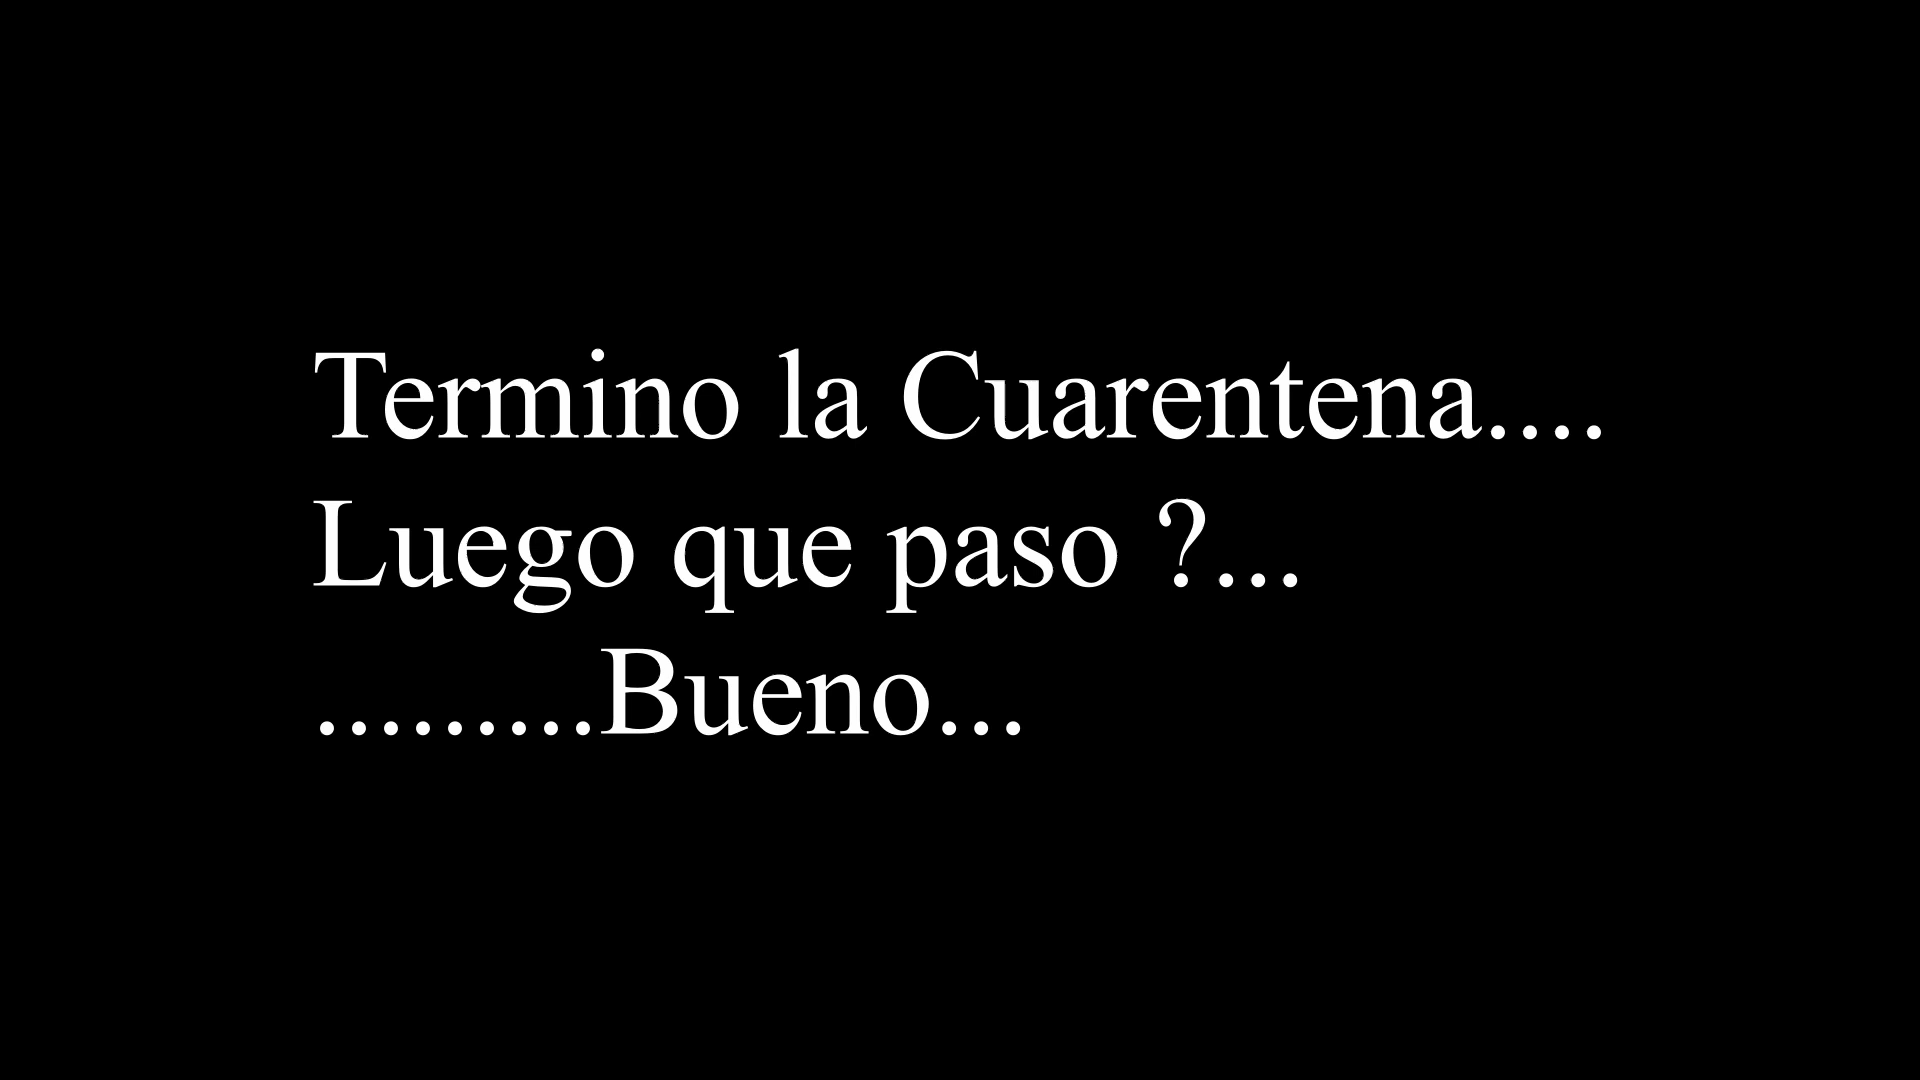 Termino la Cuarentena....
Luego que paso ?...
.........Bueno...